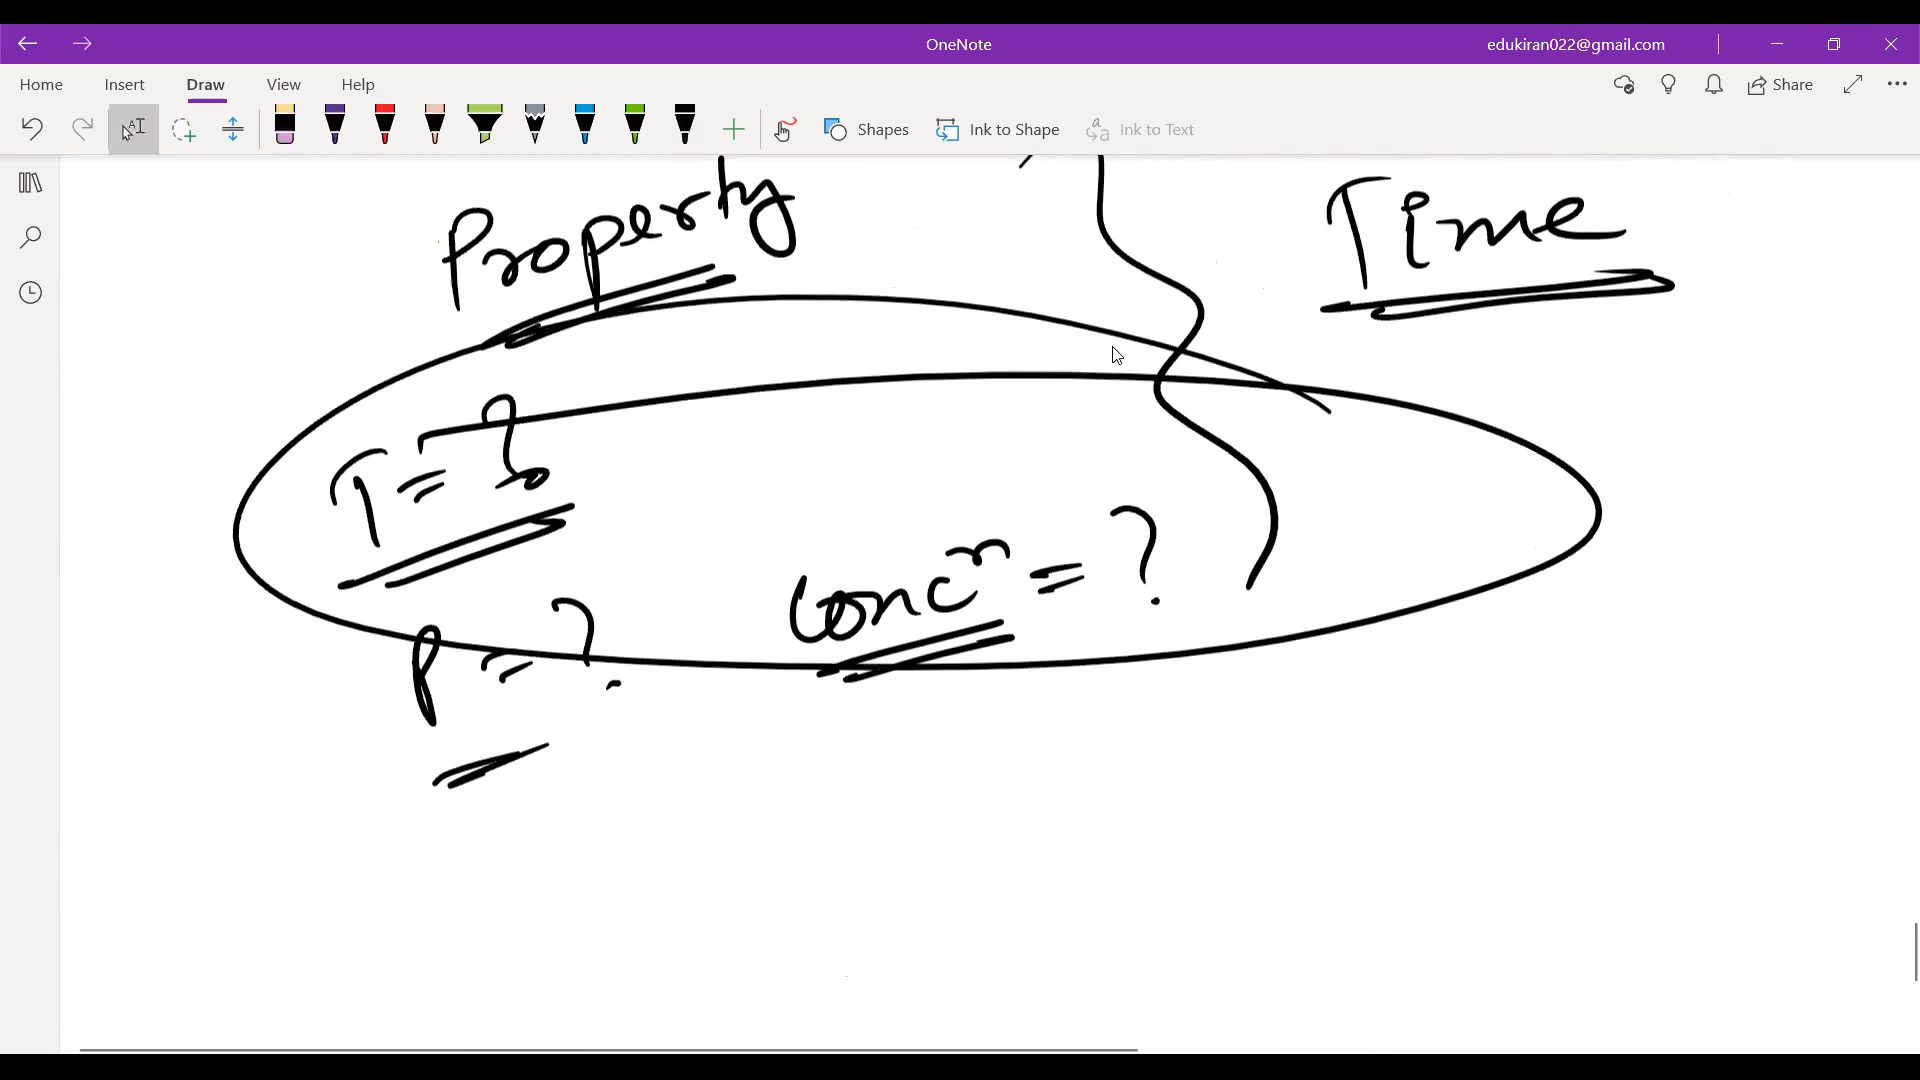 OneNote
edukiran022@gmail.com
Home Insert Draw View Help
Share
Shapes
Ink to Shape
Ink to Text
Property
Time
T = ?
Concⁿ = ?
P = ?